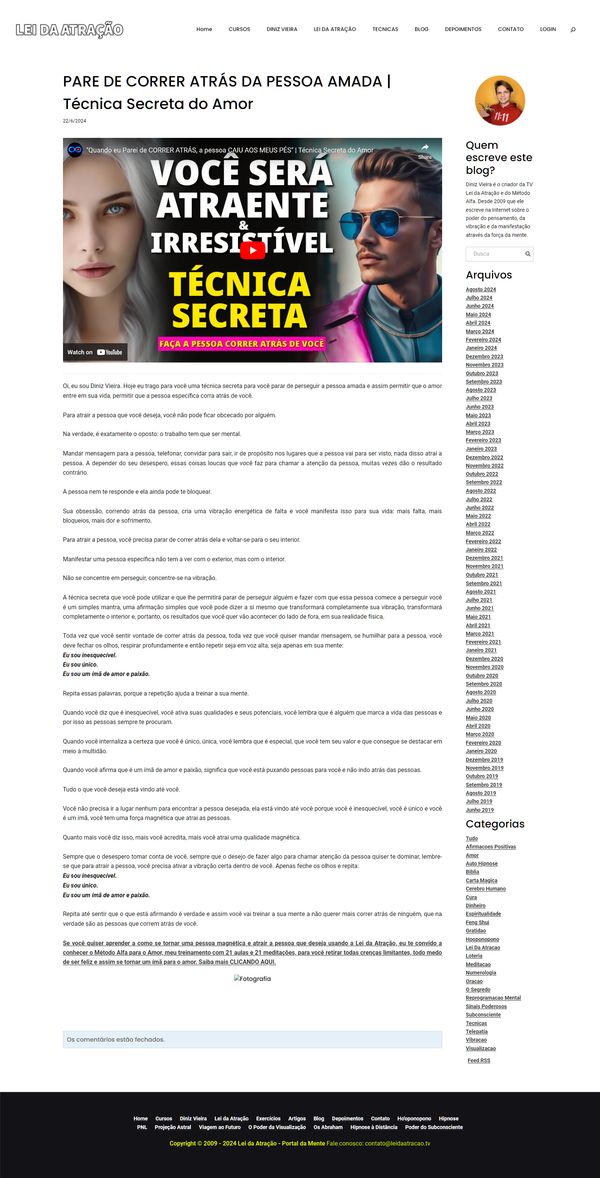 LEI DA ATRAÇÃO
Home CURSOS DINIZ VIEIRA LEI DA ATRAÇÃO TECNICAS BLOG DEPOIMENTOS CONTATO LOGIN
PARE DE CORRER ATRÁS DA PESSOA AMADA |
Técnica Secreta do Amor
22/6/2024
"Quando eu Parei de CORRER ATRÁS, a pessoa CAIU AOS MEUS PÉS" | Técnica Secreta do Amor
Share
VOCÊ SERÁ
ATRAENTE
&
IRRESISTÍVEL
TÉCNICA
SECRETA
FAÇA A PESSOA CORRER ATRÁS DE VOCÊ
Watch on YouTube
Oi, eu sou Diniz Vieira. Hoje eu trago para você uma técnica secreta para você parar de perseguir a pessoa amada e assim permitir que o amor
entre em sua vida, permitir que a pessoa específica corra atrás de você.
Para atrair a pessoa que você deseja, você não pode ficar obcecado por alguém.
Na verdade, é exatamente o oposto: o trabalho tem que ser mental.
Mandar mensagem para a pessoa, telefonar, convidar para sair, ir de propósito nos lugares que a pessoa vai para ser visto, nada disso atrai a
pessoa. A depender do seu desespero, essas coisas loucas que você faz para chamar a atenção da pessoa, muitas vezes dão o resultado
contrário.
A pessoa nem te responde e ela ainda pode te bloquear.
Sua obsessão, correndo atrás da pessoa, cria uma vibração energética de falta e você manifesta isso para sua vida: mais falta, mais
bloqueios, mais dor e sofrimento.
Para atrair a pessoa, você precisa parar de correr atrás dela e voltar-se para o seu interior.
Manifestar uma pessoa específica não tem a ver com o exterior, mas com o interior.
Não se concentre em perseguir, concentre-se na vibração.
A técnica secreta que você pode utilizar e que lhe permitirá parar de perseguir alguém e fazer com que essa pessoa comece a perseguir você
é um simples mantra, uma afirmação simples que você pode dizer a si mesmo que transformará completamente sua vibração, transformará
completamente o interior e, portanto, os resultados que você quer vão acontecer do lado de fora, em sua realidade física.
Toda vez que você sentir vontade de correr atrás da pessoa, toda vez que você quiser mandar mensagem, se humilhar para a pessoa, você
deve fechar os olhos, respirar profundamente e então repetir seja em voz alta, seja apenas em sua mente:
Eu sou inesquecível.
Eu sou único.
Eu sou um ímã de amor e paixão.
Repita essas palavras, porque a repetição ajuda a treinar a sua mente.
Quando você diz que é inesquecível, você ativa suas qualidades e seus potenciais, você lembra que é alguém que marca a vida das pessoas e
por isso as pessoas sempre te procuram.
Quando você internaliza a certeza que você é único, única, você lembra que é especial, que você tem seu valor e que consegue se destacar em
meio à multidão.
Quando você afirma que é um ímã de amor e paixão, significa que você está puxando pessoas para você e não indo atrás das pessoas.
Tudo o que você deseja está vindo até você.
Você não precisa ir a lugar nenhum para encontrar a pessoa desejada, ela está vindo até você porque você é inesquecível, você é único e você
é um ímã, você tem uma força magnética que atrai as pessoas.
Quanto mais você diz isso, mais você acredita, mais você atrai uma qualidade magnética.
Sempre que o desespero tomar conta de você, sempre que o desejo de fazer algo para chamar atenção da pessoa quiser te dominar, lembre-
se que para atrair a pessoa, você precisa ativar a vibração certa dentro de você. Apenas feche os olhos e repita:
Eu sou inesquecível.
Eu sou único.
Eu sou um ímã de amor e paixão.
Repita até sentir que o que está afirmando é verdade e assim você vai treinar a sua mente a não querer mais correr atrás de ninguém, que na
verdade são as pessoas que correm atrás de você.
Se você quiser aprender a como se tornar uma pessoa magnética e atrair a pessoa que deseja usando a Lei da Atração, eu te convido a
conhecer o Método Alfa para o Amor, meu treinamento com 21 aulas e 21 meditações, para você retirar todas crenças limitantes, todo medo
de ser feliz e assim se tornar um ímã para o amor. Saiba mais CLICANDO AQUI.
Fotografia
Os comentários estão fechados.
11:11
Quem
escreve este
blog?
Diniz Vieira é o criador da TV
Lei da Atração e do Método
Alfa. Desde 2009 que ele
escreve na Internet sobre o
poder do pensamento, da
vibração e da manifestação
através da força da mente.
Busca
Arquivos
Agosto 2024
Julho 2024
Junho 2024
Maio 2024
Abril 2024
Março 2024
Fevereiro 2024
Janeiro 2024
Dezembro 2023
Novembro 2023
Outubro 2023
Setembro 2023
Agosto 2023
Julho 2023
Junho 2023
Maio 2023
Abril 2023
Março 2023
Fevereiro 2023
Janeiro 2023
Dezembro 2022
Novembro 2022
Outubro 2022
Setembro 2022
Agosto 2022
Julho 2022
Junho 2022
Maio 2022
Abril 2022
Março 2022
Fevereiro 2022
Janeiro 2022
Dezembro 2021
Novembro 2021
Outubro 2021
Setembro 2021
Agosto 2021
Julho 2021
Junho 2021
Maio 2021
Abril 2021
Março 2021
Fevereiro 2021
Janeiro 2021
Dezembro 2020
Novembro 2020
Outubro 2020
Setembro 2020
Agosto 2020
Julho 2020
Junho 2020
Maio 2020
Abril 2020
Março 2020
Fevereiro 2020
Janeiro 2020
Dezembro 2019
Novembro 2019
Outubro 2019
Setembro 2019
Agosto 2019
Julho 2019
Junho 2019
Categorias
Tudo
Afirmacoes Positivas
Amor
Auto Hipnose
Biblia
Carta Magica
Cerebro Humano
Cura
Dinheiro
Espiritualidade
Feng Shui
Gratidao
Hooponopono
Lei Da Atracao
Loteria
Meditacao
Numerologia
Oracao
O Segredo
Reprogramacao Mental
Sinais Poderosos
Subconsciente
Tecnicas
Telepatia
Vibracao
Visualizacao
Feed RSS
Home Cursos Diniz Vieira Lei da Atração Exercícios Artigos Blog Depoimentos Contato Ho'oponopono Hipnose
PNL Projeção Astral Viagem ao Futuro O Poder da Visualização Os Abraham Hipnose à Distância Poder do Subconsciente
Copyright © 2009 - 2024 Lei da Atração - Portal da Mente Fale conosco: contato@leidaatracao.tv